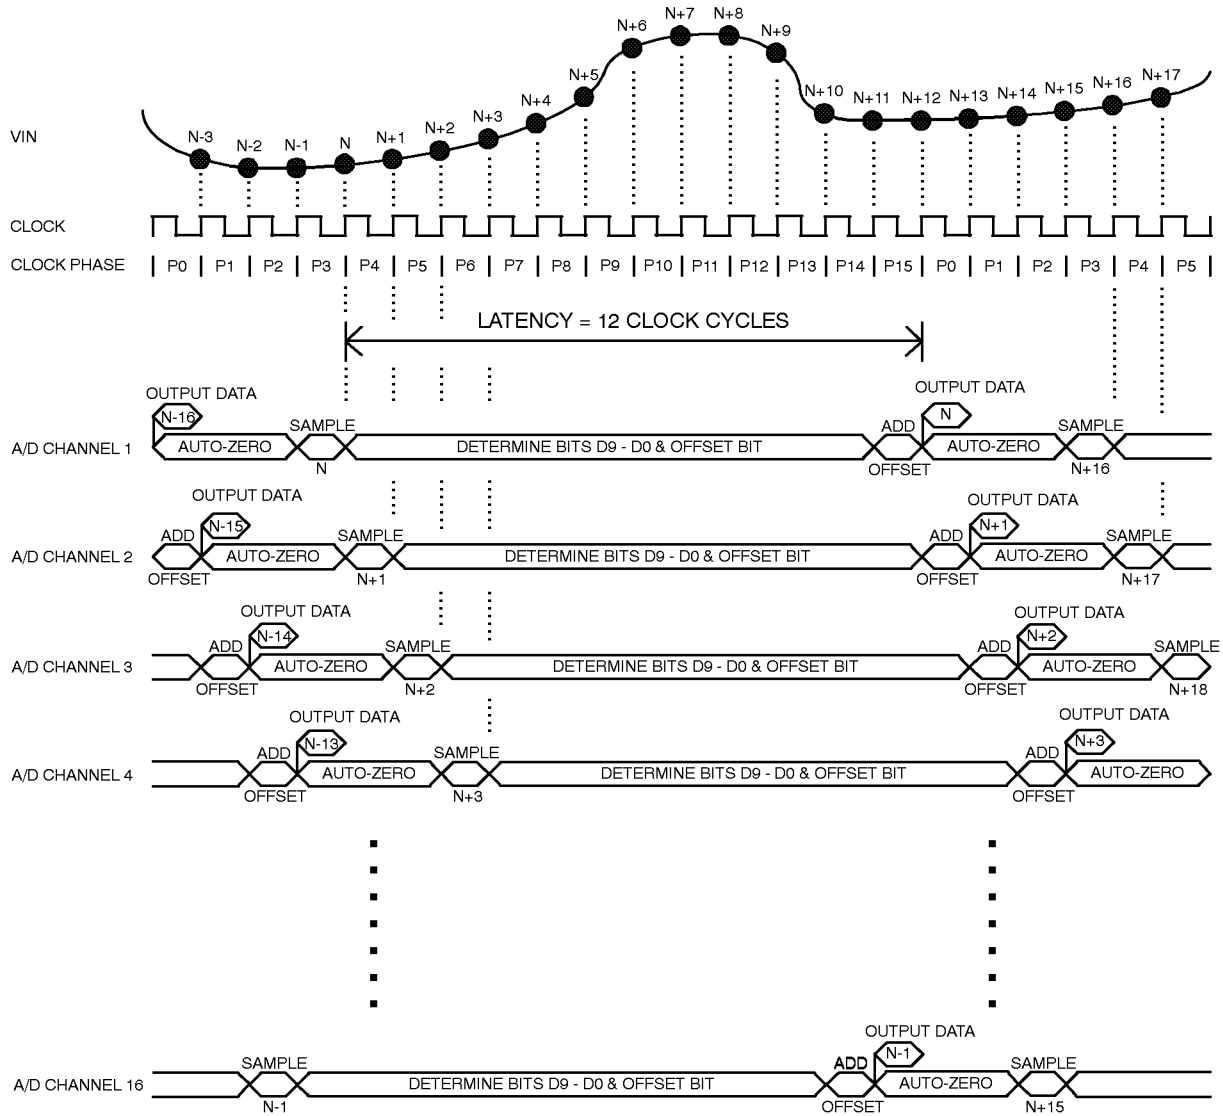 N+7 N+8
N+6 N+9
N+5
N+4 N+10 N+11 N+12 N+13 N+14 N+15 N+16 N+17
VIN N-3 N-2 N-1 N N+1 N+2 N+3
CLOCK
CLOCK PHASE P0 P1 P2 P3 P4 P5 P6 P7 P8 P9 P10 P11 P12 P13 P14 P15 P0 P1 P2 P3 P4 P5
LATENCY = 12 CLOCK CYCLES
OUTPUT DATA OUTPUT DATA
N-16 SAMPLE ADD N SAMPLE
A/D CHANNEL 1 AUTO-ZERO DETERMINE BITS D9 - D0 & OFFSET BIT AUTO-ZERO
N OFFSET N+16
OUTPUT DATA OUTPUT DATA
ADD N-15 SAMPLE ADD N+1 SAMPLE
A/D CHANNEL 2 AUTO-ZERO DETERMINE BITS D9 - D0 & OFFSET BIT AUTO-ZERO
OFFSET N+1 OFFSET N+17
OUTPUT DATA OUTPUT DATA
ADD N-14 SAMPLE ADD N+2 SAMPLE
A/D CHANNEL 3 AUTO-ZERO DETERMINE BITS D9 - D0 & OFFSET BIT AUTO-ZERO
OFFSET N+2 OFFSET N+18
OUTPUT DATA OUTPUT DATA
ADD N-13 SAMPLE ADD N+3
A/D CHANNEL 4 AUTO-ZERO DETERMINE BITS D9 - D0 & OFFSET BIT AUTO-ZERO
OFFSET N+3 OFFSET
OUTPUT DATA
SAMPLE ADD N-1 SAMPLE
A/D CHANNEL 16 DETERMINE BITS D9 - D0 & OFFSET BIT AUTO-ZERO
N-1 OFFSET N+15